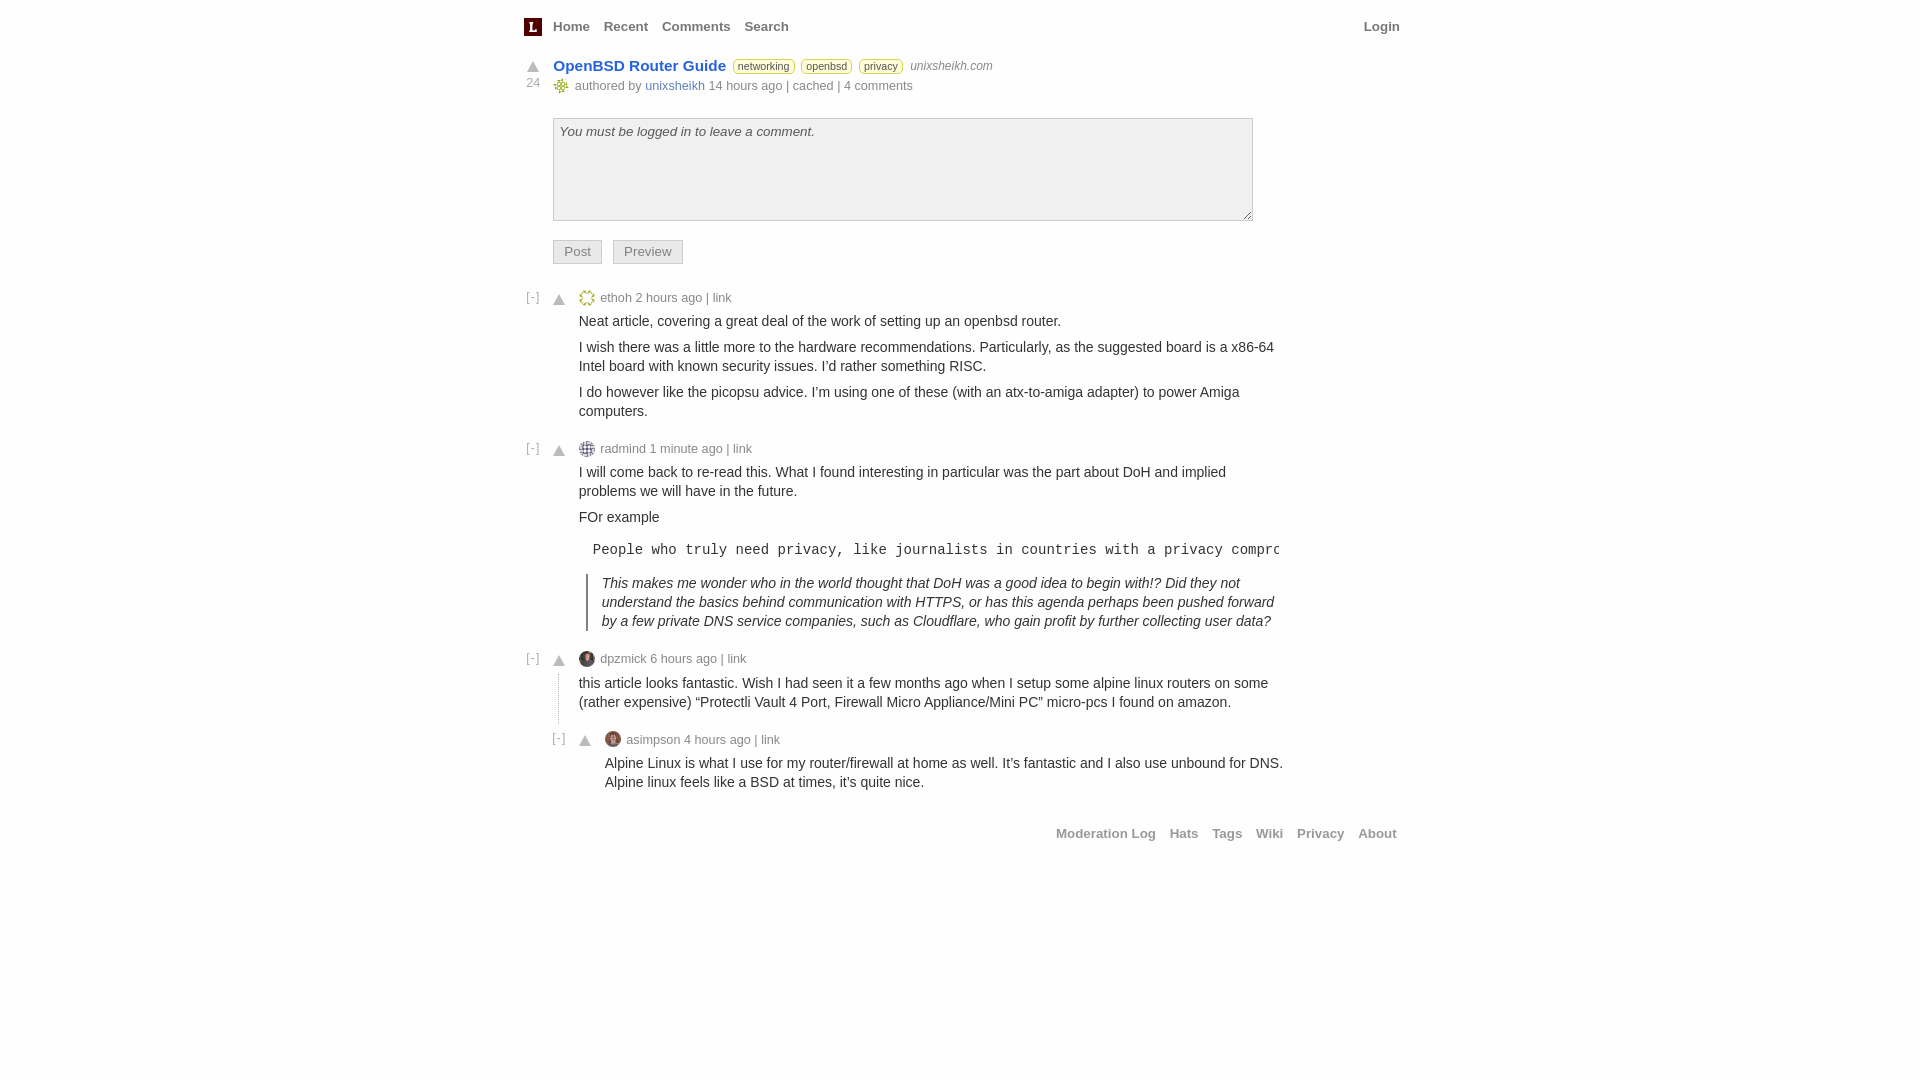 L Home Recent Comments Search Login
OpenBSD Router Guide networking openbsd privacy unixsheikh.com
24 authored by unixsheikh 14 hours ago | cached | 4 comments
You must be logged in to leave a comment.
Post Preview
[-] ethoh 2 hours ago | link
Neat article, covering a great deal of the work of setting up an openbsd router.
I wish there was a little more to the hardware recommendations. Particularly, as the suggested board is a x86-64
Intel board with known security issues. I’d rather something RISC.
I do however like the picopsu advice. I’m using one of these (with an atx-to-amiga adapter) to power Amiga
computers.
[-] radmind 1 minute ago | link
I will come back to re-read this. What I found interesting in particular was the part about DoH and implied
problems we will have in the future.
FOr example
People who truly need privacy, like journalists in countries with a privacy compro
This makes me wonder who in the world thought that DoH was a good idea to begin with!? Did they not
understand the basics behind communication with HTTPS, or has this agenda perhaps been pushed forward
by a few private DNS service companies, such as Cloudflare, who gain profit by further collecting user data?
[-] dpzmick 6 hours ago | link
this article looks fantastic. Wish I had seen it a few months ago when I setup some alpine linux routers on some
(rather expensive) “Protectli Vault 4 Port, Firewall Micro Appliance/Mini PC” micro-pcs I found on amazon.
[-] asimpson 4 hours ago | link
Alpine Linux is what I use for my router/firewall at home as well. It’s fantastic and I also use unbound for DNS.
Alpine linux feels like a BSD at times, it’s quite nice.
Moderation Log Hats Tags Wiki Privacy About